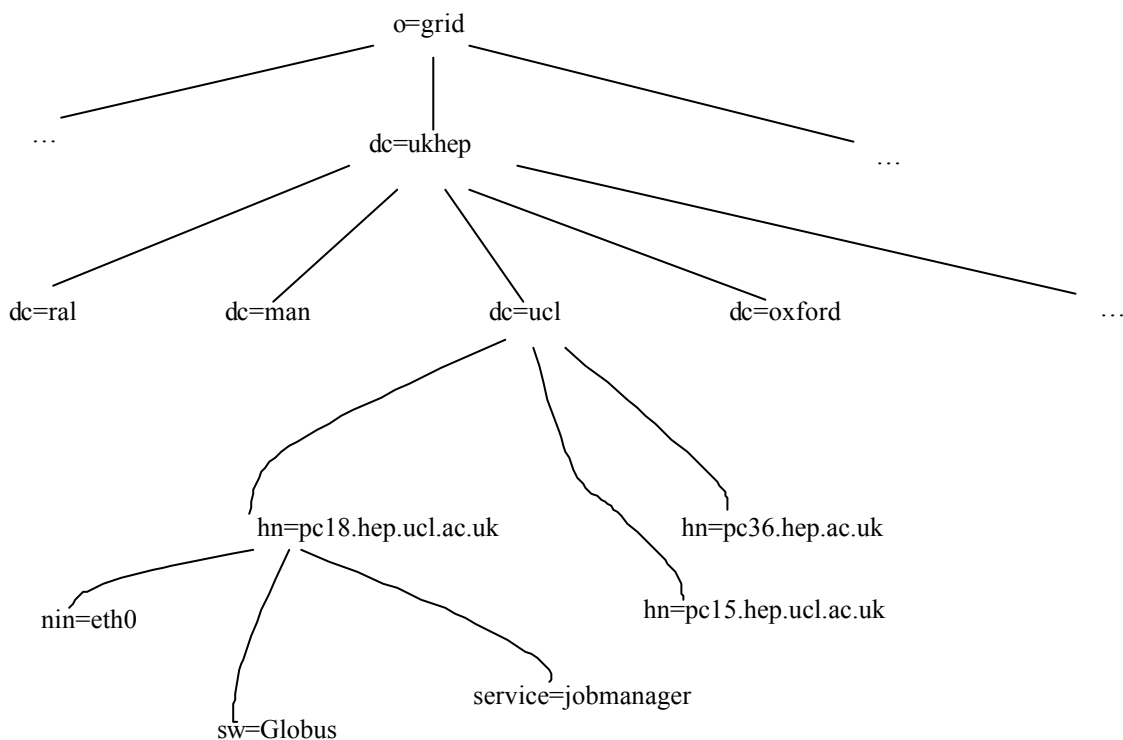 o=grid
…
dc=ukhep
…
dc=ral
dc=man
dc=ucl
dc=oxford
…
hn=pc18.hep.ucl.ac.uk
hn=pc36.hep.ac.uk
nin=eth0
hn=pc15.hep.ucl.ac.uk
service=jobmanager
sw=Globus